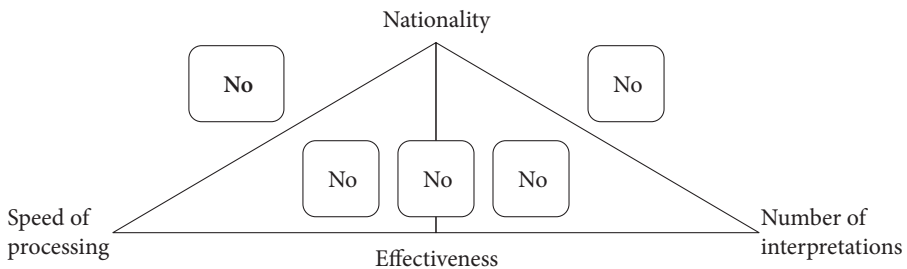 Nationality
No
No
No
No
No
Speed of
processing
Number of
interpretations
Effectiveness